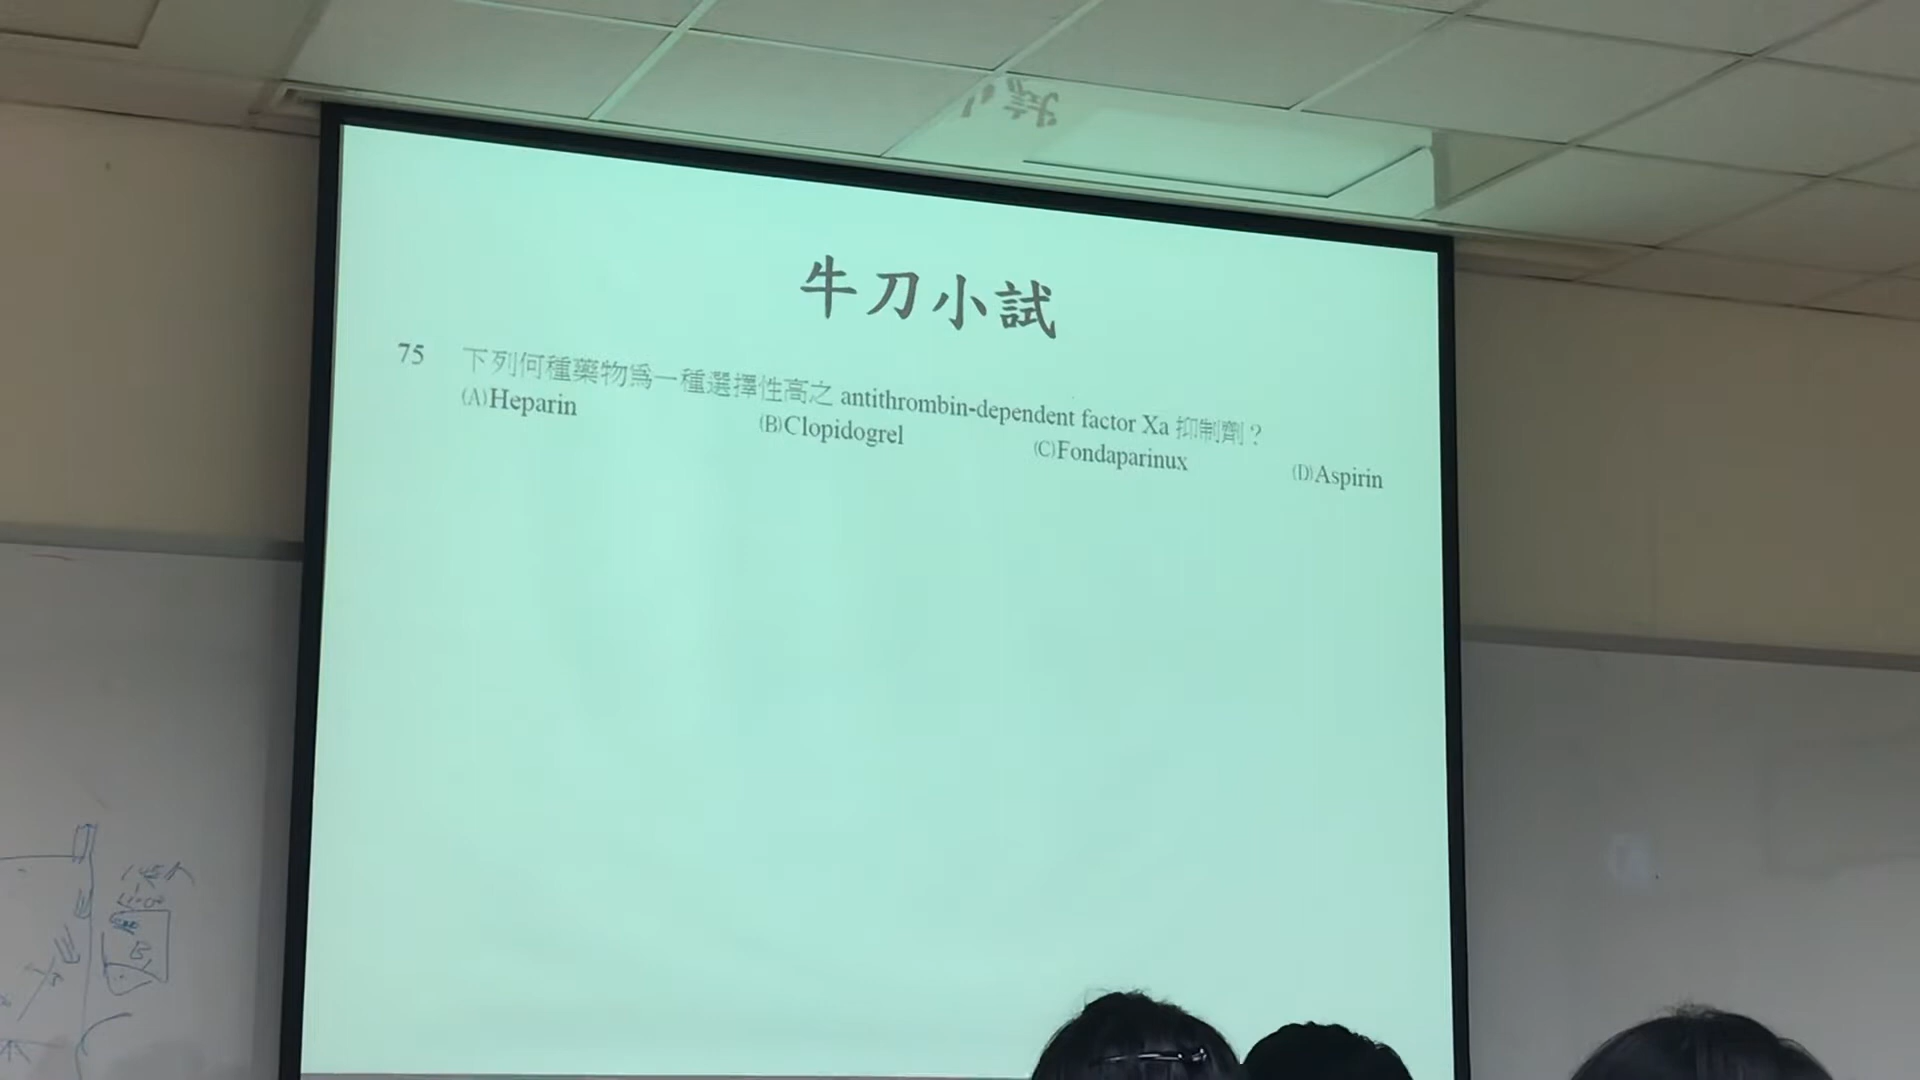 牛刀小試
75 下列何種藥物為一種選擇性高之 antithrombin-dependent factor Xa 抑制劑？
(A)Heparin (B)Clopidogrel (C)Fondaparinux (D)Aspirin